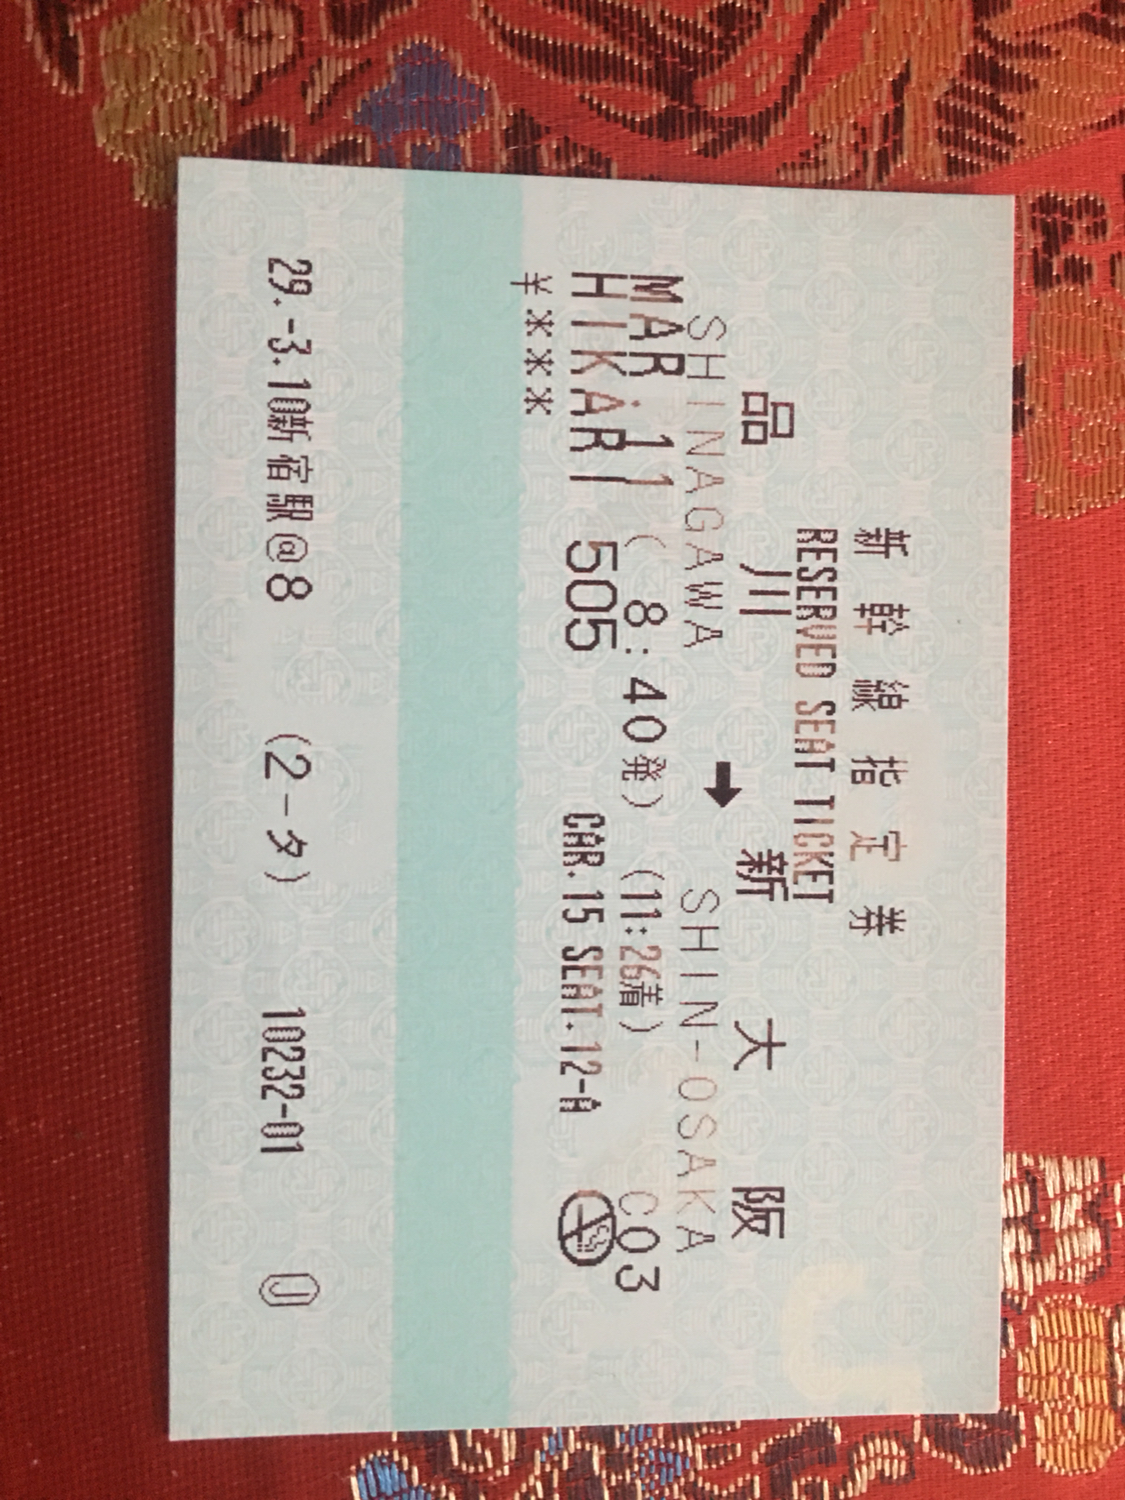 新幹線指定券
RESERVED SEAT TICKET
品川 → 新大阪
SHINAGAWA SHIN-OSAKA
MAR.11 ( 8:40発) (11:26着) C03
HIKARI 505 CAR.15 SEAT.12-A
¥***
29.-3.10新宿駅@8 (2-タ) 10232-01 J